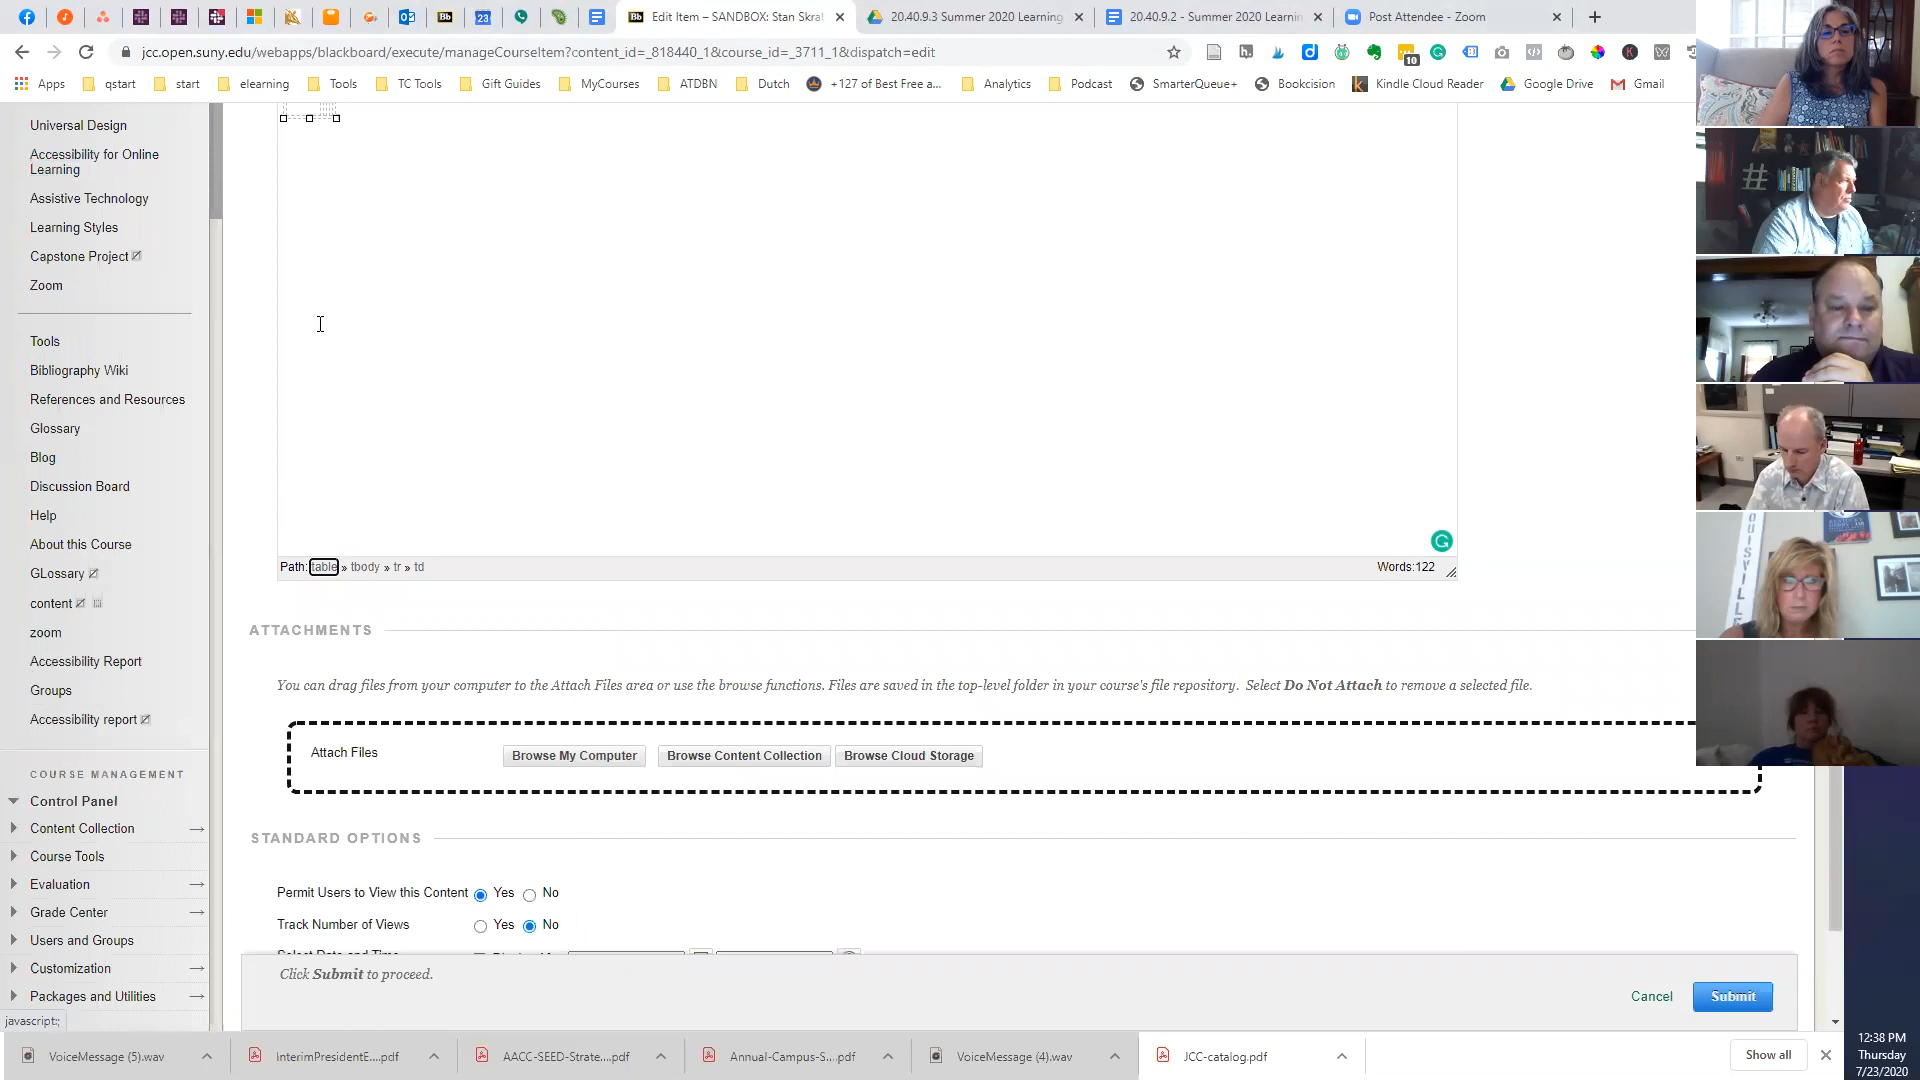 Edit Item – SANDBOX: Stan Skra
20.40.9.3 Summer 2020 Learning
20.40.9.2 - Summer 2020 Learnin
Post Attendee - Zoom
jcc.open.suny.edu/webapps/blackboard/execute/manageCourseItem?content_id=_818440_1&course_id=_3711_1&dispatch=edit
10
Apps qstart start elearning Tools TC Tools Gift Guides MyCourses ATDBN Dutch +127 of Best Free a... Analytics Podcast SmarterQueue+ Bookcision Kindle Cloud Reader Google Drive Gmail
Universal Design
Accessibility for Online
Learning
Assistive Technology
Learning Styles
Capstone Project
Zoom
Tools
Bibliography Wiki
References and Resources
Glossary
Blog
Discussion Board
Help
About this Course
GLossary
content
zoom
Accessibility Report
Groups
Accessibility report
COURSE MANAGEMENT
Control Panel
Content Collection
Course Tools
Evaluation
Grade Center
Users and Groups
Customization
Packages and Utilities
javascript:;
Path: table » tbody » tr » td
Words:122
ATTACHMENTS
You can drag files from your computer to the Attach Files area or use the browse functions. Files are saved in the top-level folder in your course's file repository. Select Do Not Attach to remove a selected file.
Attach Files
Browse My Computer Browse Content Collection Browse Cloud Storage
STANDARD OPTIONS
Permit Users to View this Content Yes No
Track Number of Views Yes No
Select Date and Time
Click Submit to proceed.
Cancel Submit
VoiceMessage (5).wav InterimPresidentE....pdf AACC-SEED-Strate....pdf Annual-Campus-S....pdf VoiceMessage (4).wav JCC-catalog.pdf Show all
12:38 PM
Thursday
7/23/2020